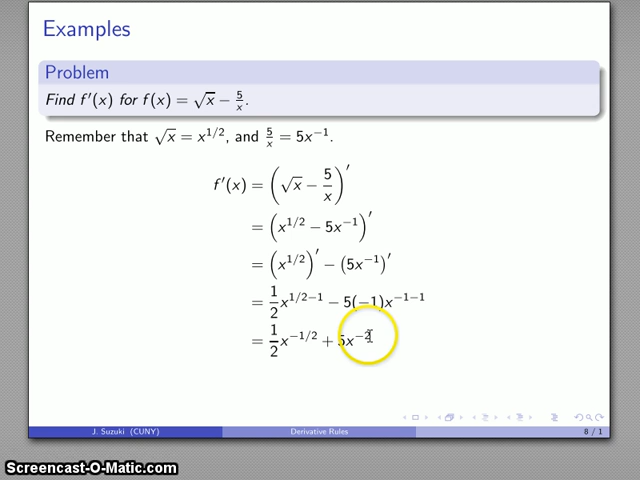 Examples
Problem
Find f′(x) for f(x) = √x − 5/x.
Remember that √x = x^{1/2}, and 5/x = 5x^{−1}.
f′(x) = (√x − 5/x)′
= (x^{1/2} − 5x^{−1})′
= (x^{1/2})′ − (5x^{−1})′
= 1/2 x^{1/2−1} − 5(−1)x^{−1−1}
= 1/2 x^{−1/2} + 5x^{−2}
J. Suzuki (CUNY) Derivative Rules 8 / 1
Screencast-O-Matic.com